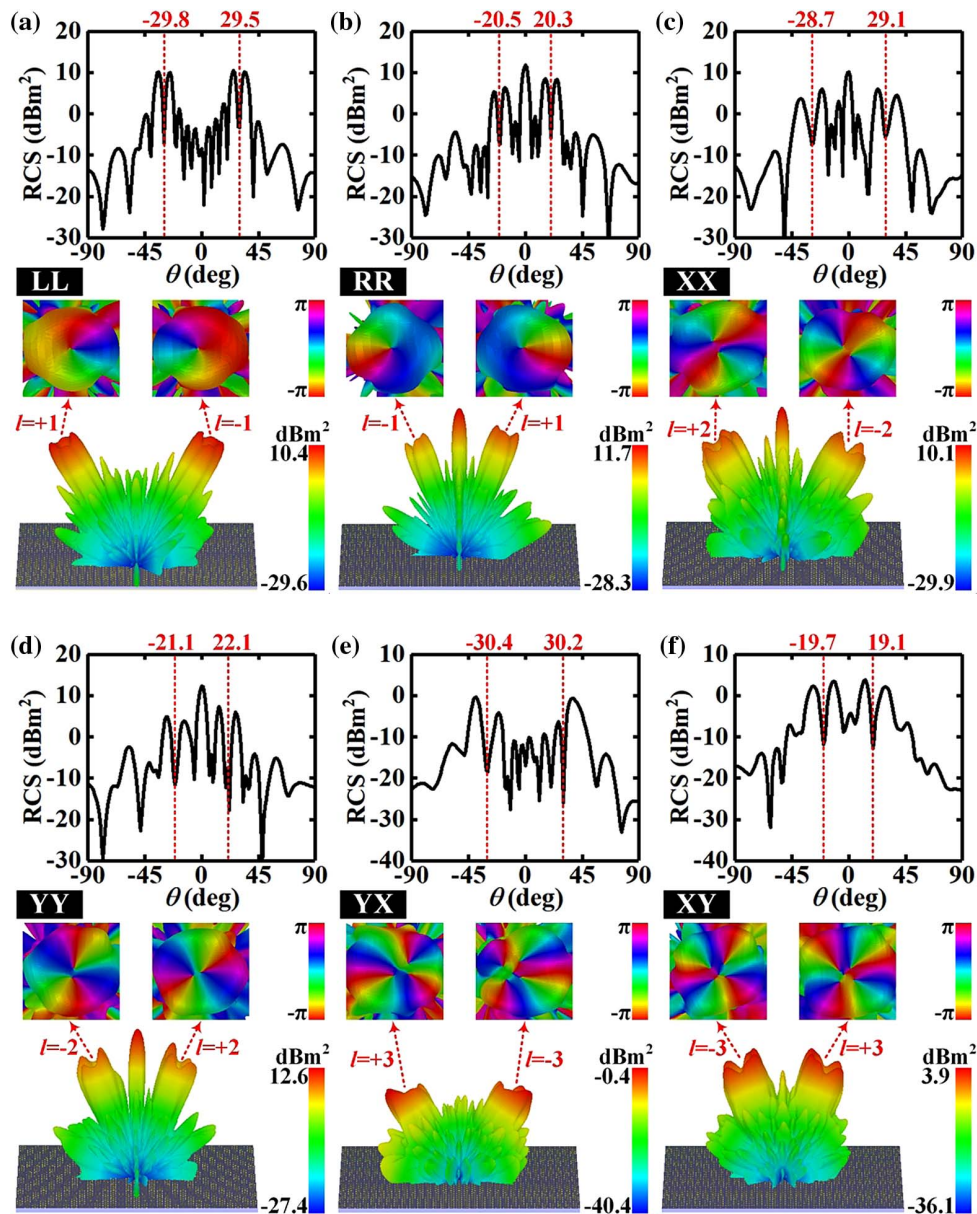 (a) -29.8 29.5 (b) -20.5 20.3 (c) -28.7 29.1
20 20 20
10 10 10
0 0 0
-10 -10 -10
-20 -20 -20
-30 -30 -30
RCS (dBm²) RCS (dBm²) RCS (dBm²)
-90 -45 0 45 90 -90 -45 0 45 90 -90 -45 0 45 90
θ (deg) θ (deg) θ (deg)
LL RR XX
π π π
-π -π -π
l=+1 l=-1 l=-1 l=+1 l=+2 l=-2
dBm² dBm² dBm²
10.4 11.7 10.1
-29.6 -28.3 -29.9
(d) -21.1 22.1 (e) -30.4 30.2 (f) -19.7 19.1
20 10 10
10 0 0
0 -10 -10
-10 -20 -20
-20 -30 -30
-30 -40 -40
RCS (dBm²) RCS (dBm²) RCS (dBm²)
-90 -45 0 45 90 -90 -45 0 45 90 -90 -45 0 45 90
θ (deg) θ (deg) θ (deg)
YY YX XY
π π π
-π -π -π
l=-2 l=+2 l=+3 l=-3 l=-3 l=+3
dBm² dBm² dBm²
12.6 -0.4 3.9
-27.4 -40.4 -36.1